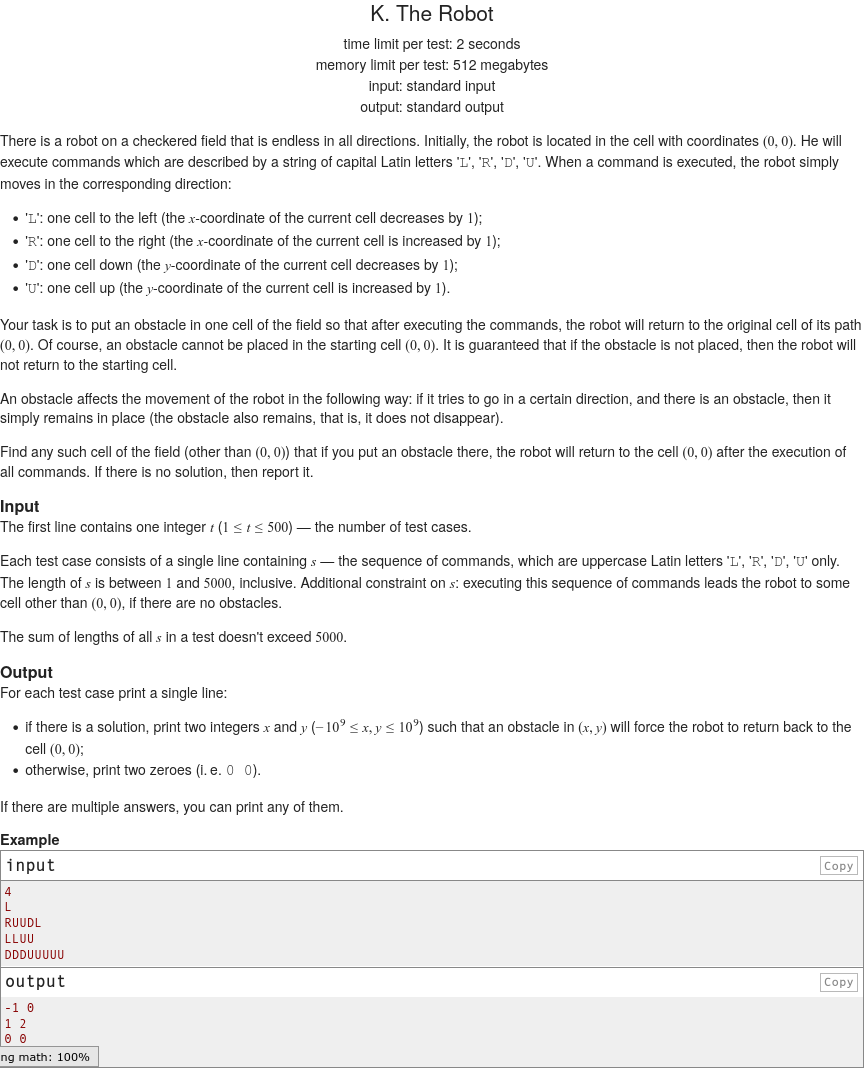 K. The Robot
time limit per test: 2 seconds
memory limit per test: 512 megabytes
input: standard input
output: standard output
There is a robot on a checkered field that is endless in all directions. Initially, the robot is located in the cell with coordinates (0, 0). He will
execute commands which are described by a string of capital Latin letters 'L', 'R', 'D', 'U'. When a command is executed, the robot simply
moves in the corresponding direction:
• 'L': one cell to the left (the x-coordinate of the current cell decreases by 1);
• 'R': one cell to the right (the x-coordinate of the current cell is increased by 1);
• 'D': one cell down (the y-coordinate of the current cell decreases by 1);
• 'U': one cell up (the y-coordinate of the current cell is increased by 1).
Your task is to put an obstacle in one cell of the field so that after executing the commands, the robot will return to the original cell of its path
(0, 0). Of course, an obstacle cannot be placed in the starting cell (0, 0). It is guaranteed that if the obstacle is not placed, then the robot will
not return to the starting cell.
An obstacle affects the movement of the robot in the following way: if it tries to go in a certain direction, and there is an obstacle, then it
simply remains in place (the obstacle also remains, that is, it does not disappear).
Find any such cell of the field (other than (0, 0)) that if you put an obstacle there, the robot will return to the cell (0, 0) after the execution of
all commands. If there is no solution, then report it.
Input
The first line contains one integer t (1 ≤ t ≤ 500) — the number of test cases.
Each test case consists of a single line containing s — the sequence of commands, which are uppercase Latin letters 'L', 'R', 'D', 'U' only.
The length of s is between 1 and 5000, inclusive. Additional constraint on s: executing this sequence of commands leads the robot to some
cell other than (0, 0), if there are no obstacles.
The sum of lengths of all s in a test doesn't exceed 5000.
Output
For each test case print a single line:
• if there is a solution, print two integers x and y (−10⁹ ≤ x, y ≤ 10⁹) such that an obstacle in (x, y) will force the robot to return back to the
cell (0, 0);
• otherwise, print two zeroes (i. e. 0 0).
If there are multiple answers, you can print any of them.
Example
input Copy
4
L
RUUDL
LLUU
DDDUUUUU
output Copy
-1 0
1 2
0 0
ng math: 100%